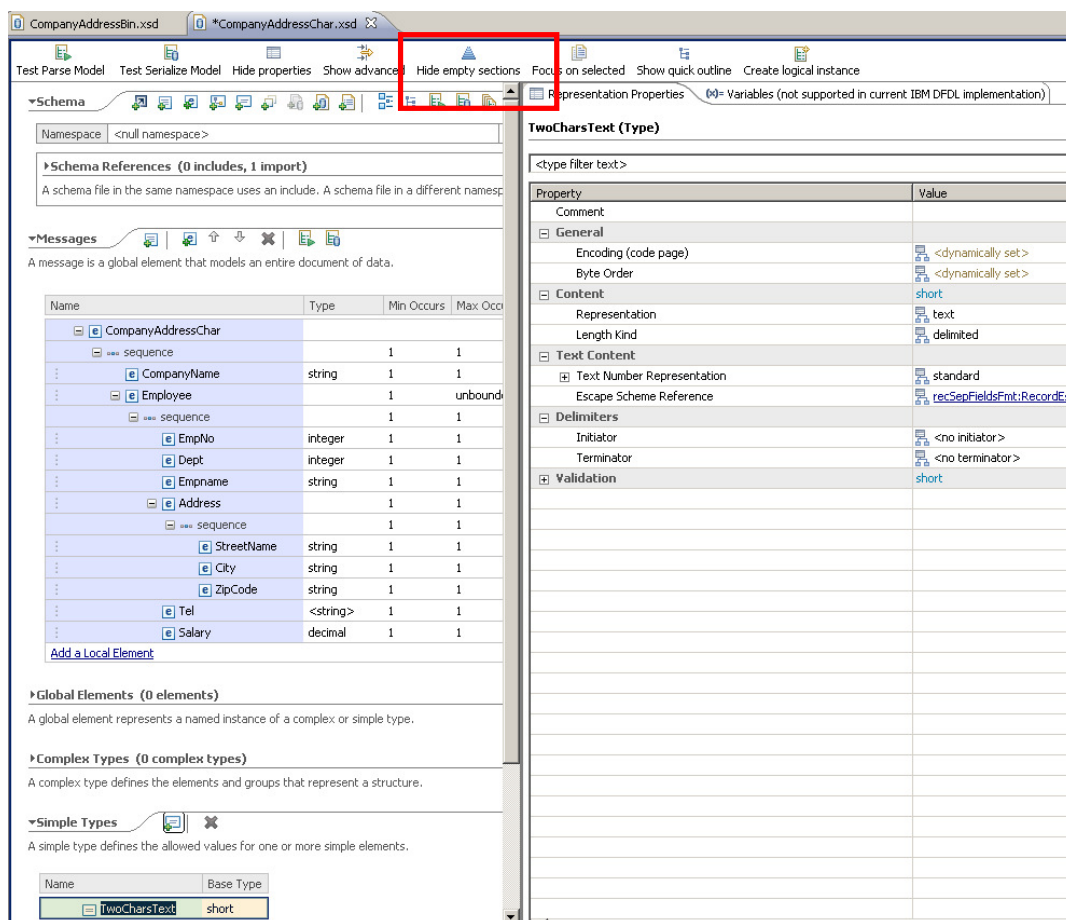 CompanyAddressBin.xsd *CompanyAddressChar.xsd
Test Parse Model Test Serialize Model Hide properties Show advanced Hide empty sections Focus on selected Show quick outline Create logical instance
Schema
Representation Properties (x)= Variables (not supported in current IBM DFDL implementation)
Namespace <null namespace>
TwoCharsText (Type)
Schema References (0 includes, 1 import)
A schema file in the same namespace uses an include. A schema file in a different namesp
<type filter text>
Property Value
Comment
General
Encoding (code page) <dynamically set>
Byte Order <dynamically set>
Content short
Representation text
Length Kind delimited
Text Content
Text Number Representation standard
Escape Scheme Reference recSepFieldsFmt:RecordEs
Delimiters
Initiator <no initiator>
Terminator <no terminator>
Validation short
Messages
A message is a global element that models an entire document of data.
Name Type Min Occurs Max Occu
CompanyAddressChar
sequence 1 1
CompanyName string 1 1
Employee 1 unbounde
sequence 1 1
EmpNo integer 1 1
Dept integer 1 1
Empname string 1 1
Address 1 1
sequence 1 1
StreetName string 1 1
City string 1 1
ZipCode string 1 1
Tel <string> 1 1
Salary decimal 1 1
Add a Local Element
Global Elements (0 elements)
A global element represents a named instance of a complex or simple type.
Complex Types (0 complex types)
A complex type defines the elements and groups that represent a structure.
Simple Types
A simple type defines the allowed values for one or more simple elements.
Name Base Type
TwoCharsText short